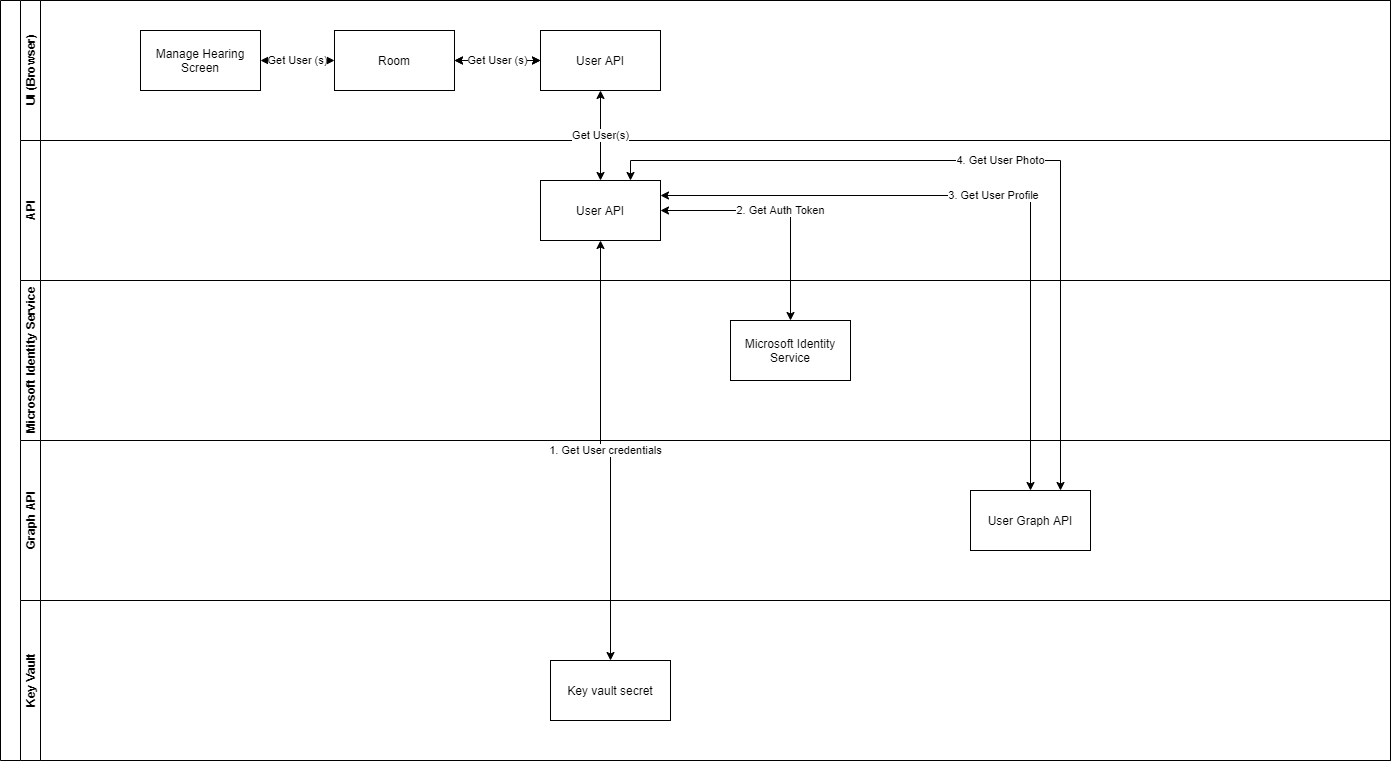 UI (Browser)
Manage Hearing
Screen
Get User (s)
Room
Get User (s)
User API
Get User(s)
API
User API
4. Get User Photo
3. Get User Profile
2. Get Auth Token
Microsoft Identity Service
Microsoft Identity
Service
1. Get User credentials
Graph API
User Graph API
Key Vault
Key vault secret